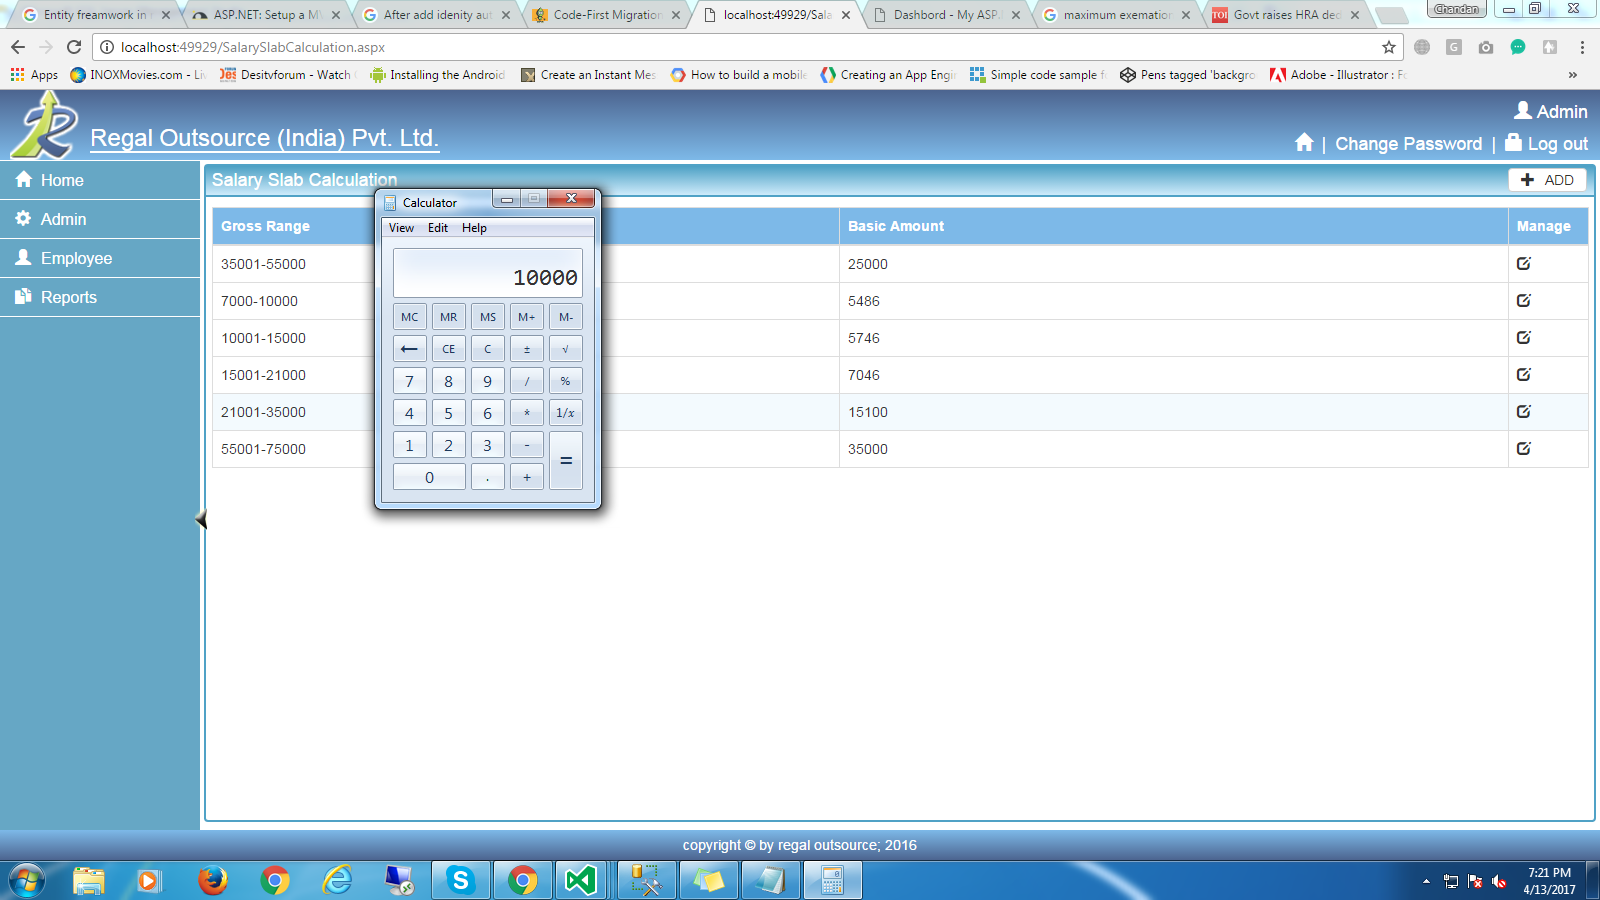 Entity freamwork in
ASP.NET: Setup a M
After add idenity aut
Code-First Migration
localhost:49929/Sala
Dashbord - My ASP.
maximum exemation
Govt raises HRA ded
Chandan
localhost:49929/SalarySlabCalculation.aspx
Apps
INOXMovies.com - Li
Desitvforum - Watch
Installing the Android
Create an Instant Mes
How to build a mobile
Creating an App Engi
Simple code sample f
Pens tagged 'backgro
Adobe - Illustrator : Fo
»
Regal Outsource (India) Pvt. Ltd.
Admin
| Change Password | Log out
Home
Admin
Employee
Reports
Salary Slab Calculation
ADD
Gross Range Basic Amount Manage
35001-55000 25000
7000-10000 5486
10001-15000 5746
15001-21000 7046
21001-35000 15100
55001-75000 35000
Calculator
View Edit Help
10000
MC MR MS M+ M-
← CE C ± √
7 8 9 / %
4 5 6 * 1/x
1 2 3 - =
0 . +
copyright © by regal outsource; 2016
7:21 PM
4/13/2017